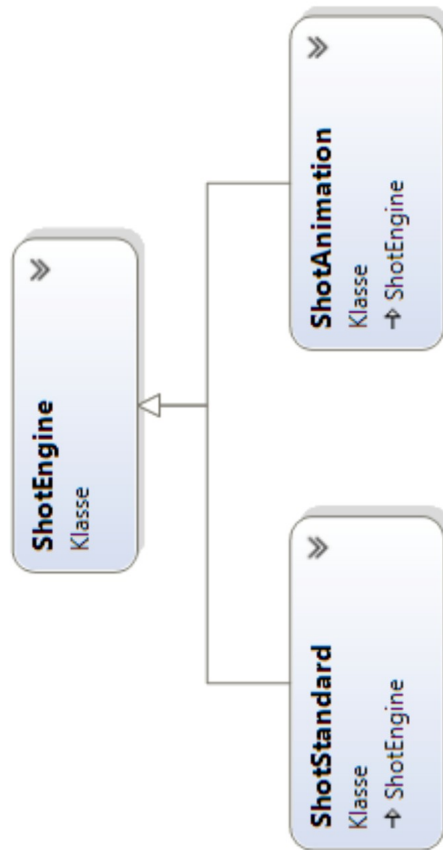 ShotEngine
Klasse
ShotStandard
Klasse
ShotEngine
ShotAnimation
Klasse
ShotEngine